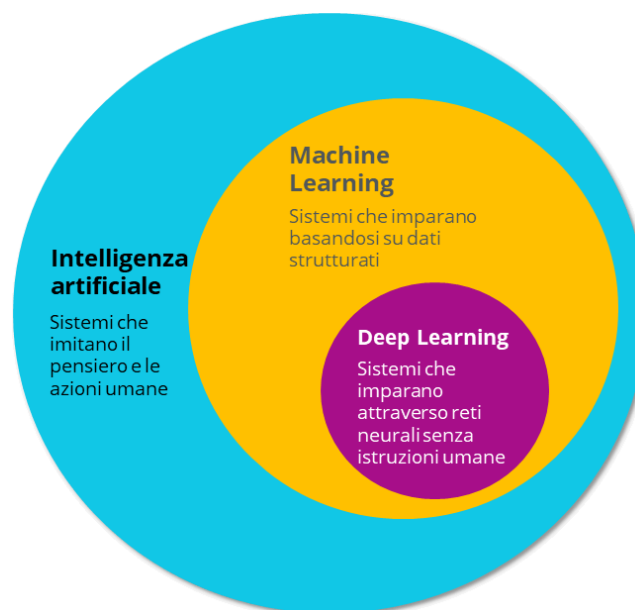 Machine
Learning
Sistemi che imparano
basandosi su dati
strutturati
Intelligenza
artificiale
Sistemi che
imitano il
pensiero e le
azioni umane
Deep Learning
Sistemi che
imparano
attraverso reti
neurali senza
istruzioni umane